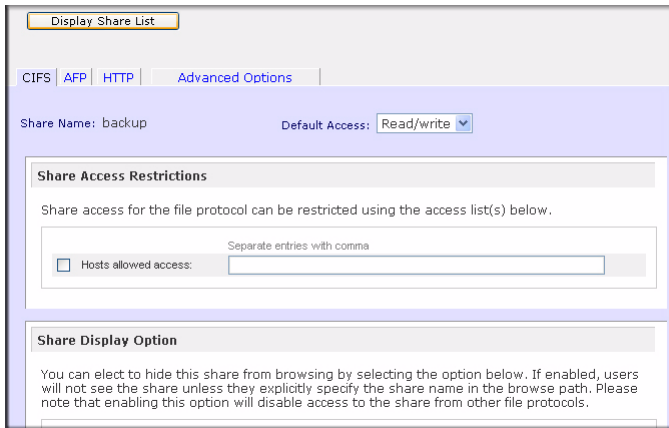 Display Share List
CIFS AFP HTTP Advanced Options
Share Name: backup Default Access: Read/write
Share Access Restrictions
Share access for the file protocol can be restricted using the access list(s) below.
Separate entries with comma
Hosts allowed access:
Share Display Option
You can elect to hide this share from browsing by selecting the option below. If enabled, users
will not see the share unless they explicitly specify the share name in the browse path. Please
note that enabling this option will disable access to the share from other file protocols.